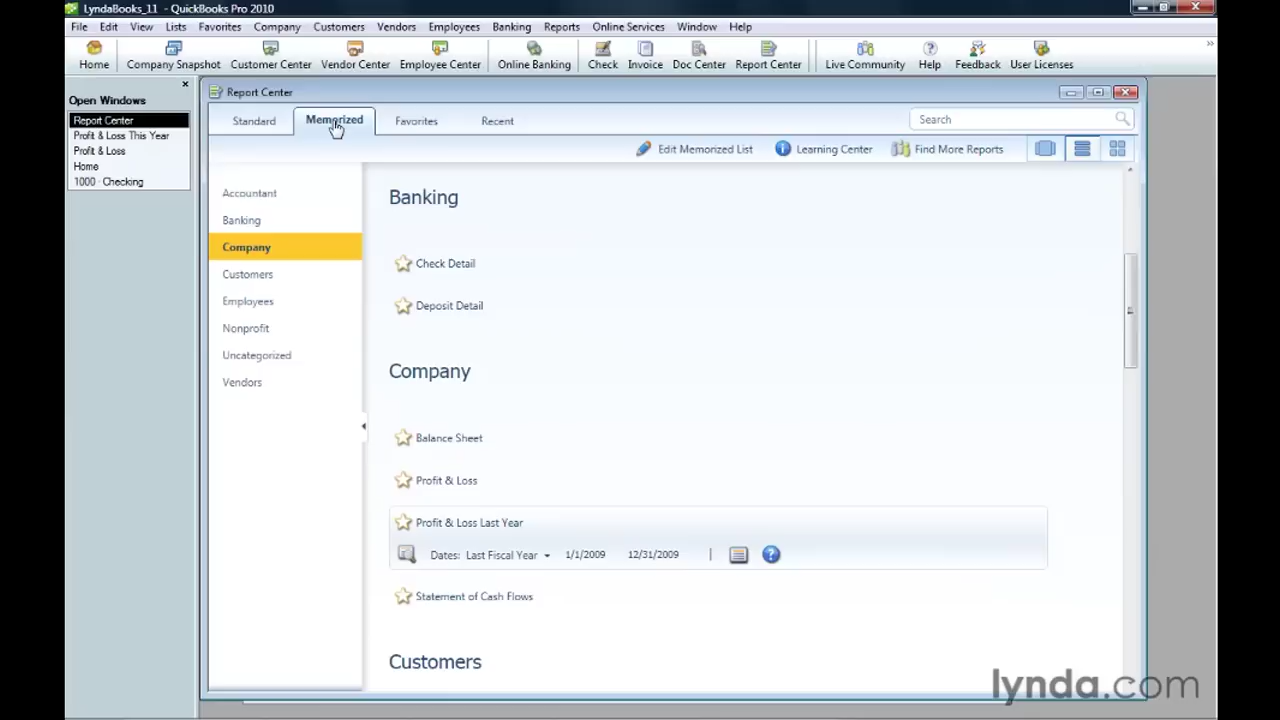 LyndaBooks_11 - QuickBooks Pro 2010
File Edit View Lists Favorites Company Customers Vendors Employees Banking Reports Online Services Window Help
Home Company Snapshot Customer Center Vendor Center Employee Center Online Banking Check Invoice Doc Center Report Center Live Community Help Feedback User Licenses
Open Windows
Report Center
Profit & Loss This Year
Profit & Loss
Home
1000 · Checking
Report Center
Standard Memorized Favorites Recent Search
Edit Memorized List Learning Center Find More Reports
Accountant
Banking
Company
Customers
Employees
Nonprofit
Uncategorized
Vendors
Banking
Check Detail
Deposit Detail
Company
Balance Sheet
Profit & Loss
Profit & Loss Last Year
Dates: Last Fiscal Year 1/1/2009 12/31/2009 | ?
Statement of Cash Flows
Customers
lynda.com